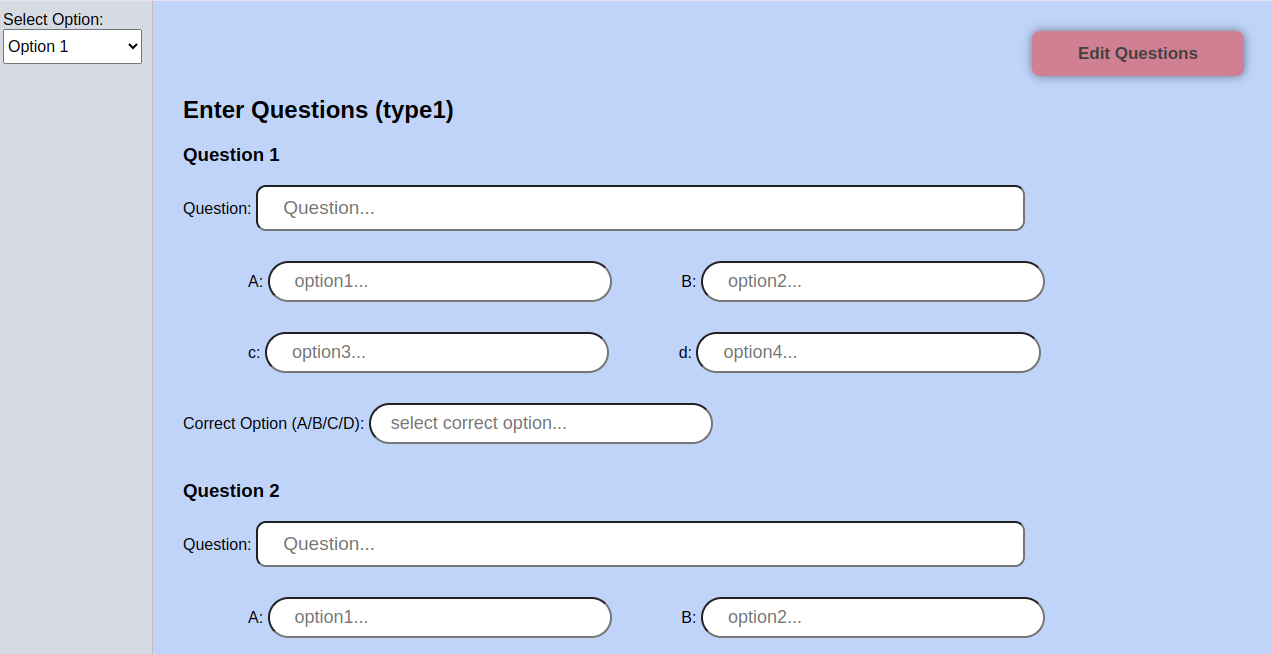 Select Option:
Option 1
Edit Questions
Enter Questions (type1)
Question 1
Question: Question...
A: option1... B: option2...
c: option3... d: option4...
Correct Option (A/B/C/D): select correct option...
Question 2
Question: Question...
A: option1... B: option2...